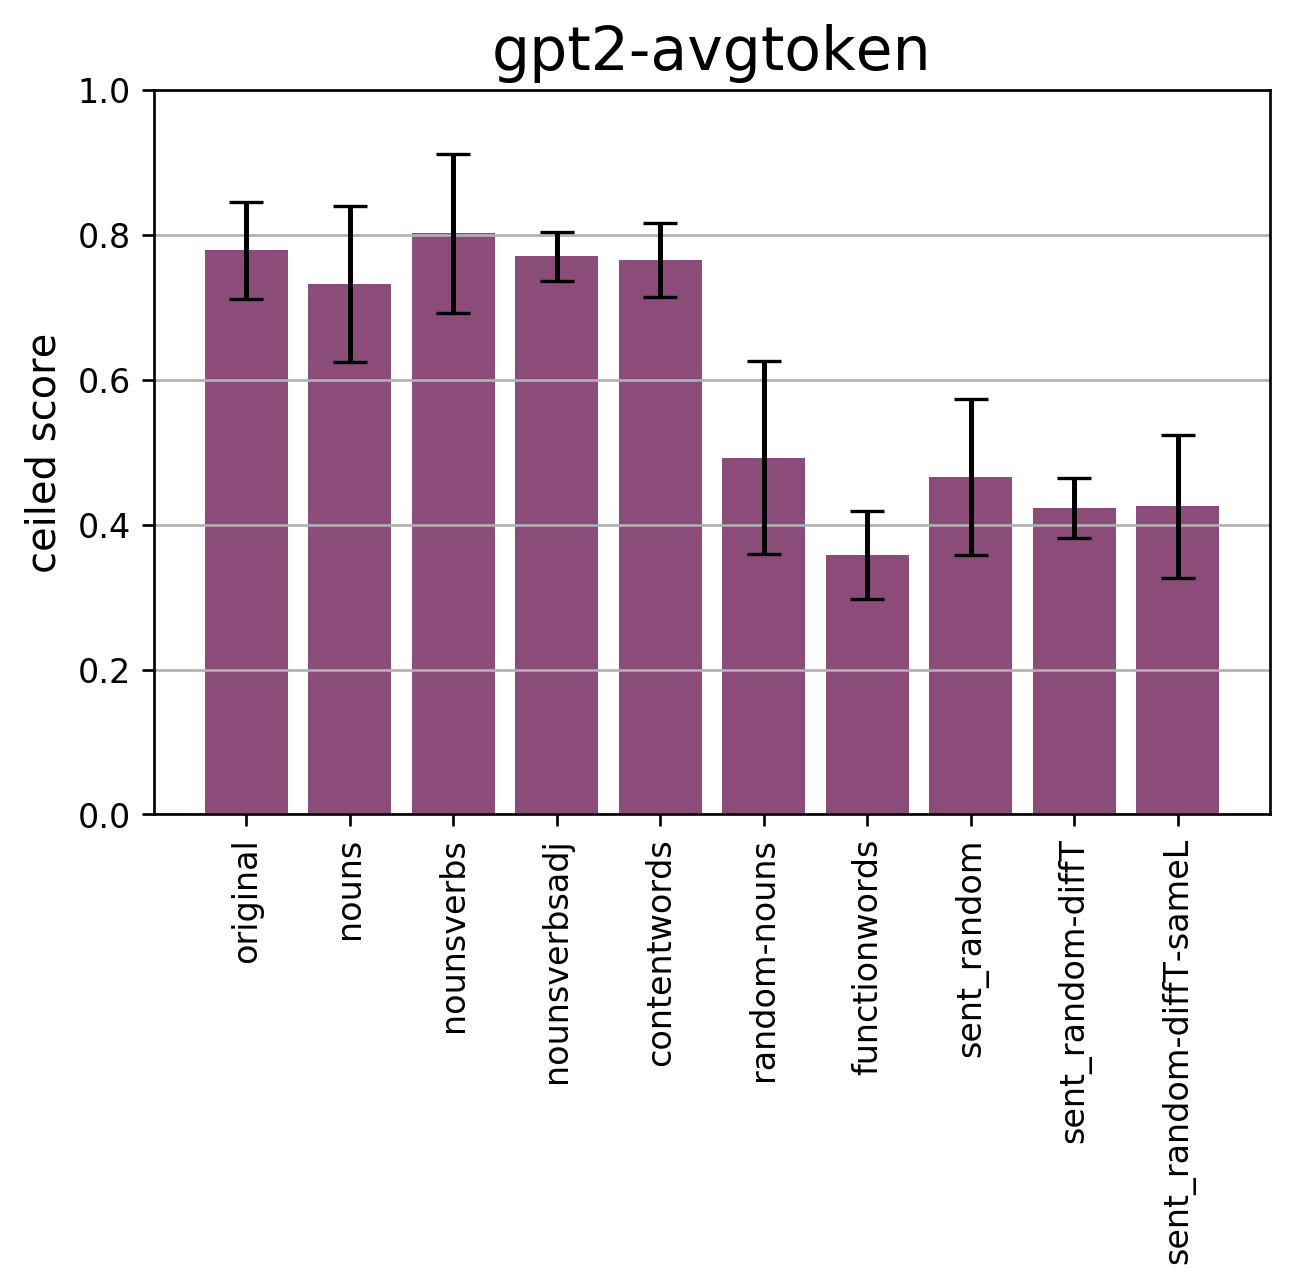 gpt2-avgtoken
ceiled score
1.0
0.8
0.6
0.4
0.2
0.0
original
nouns
nounsverbs
nounsverbsadj
contentwords
random-nouns
functionwords
sent_random
sent_random-diffT
sent_random-diffT-sameL